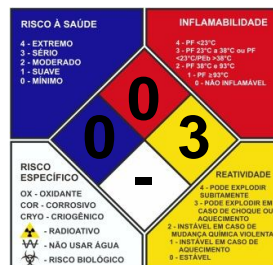 RISCO À SAÚDE
4 - EXTREMO
3 - SÉRIO
2 - MODERADO
1 - SUAVE
0 - MÍNIMO
INFLAMABILIDADE
4 - PF <23°C
3 - PF 23°C a 38°C ou PF
<23°C/PEb >38°C
2 - PF 38°C a 93°C
1 - PF ≥93°C
0 - NÃO INFLAMÁVEL
0
0
3
-
RISCO
ESPECÍFICO
OX - OXIDANTE
COR - CORROSIVO
CRYO - CRIOGÊNICO
- RADIOATIVO
W - NÃO USAR ÁGUA
- RISCO BIOLÓGICO
REATIVIDADE
4 - PODE EXPLODIR
SUBITAMENTE
3 - PODE EXPLODIR EM
CASO DE CHOQUE OU
AQUECIMENTO
2 - INSTÁVEL EM CASO DE
MUDANÇA QUÍMICA VIOLENTA
1 - INSTÁVEL EM CASO DE
AQUECIMENTO
0 - ESTÁVEL